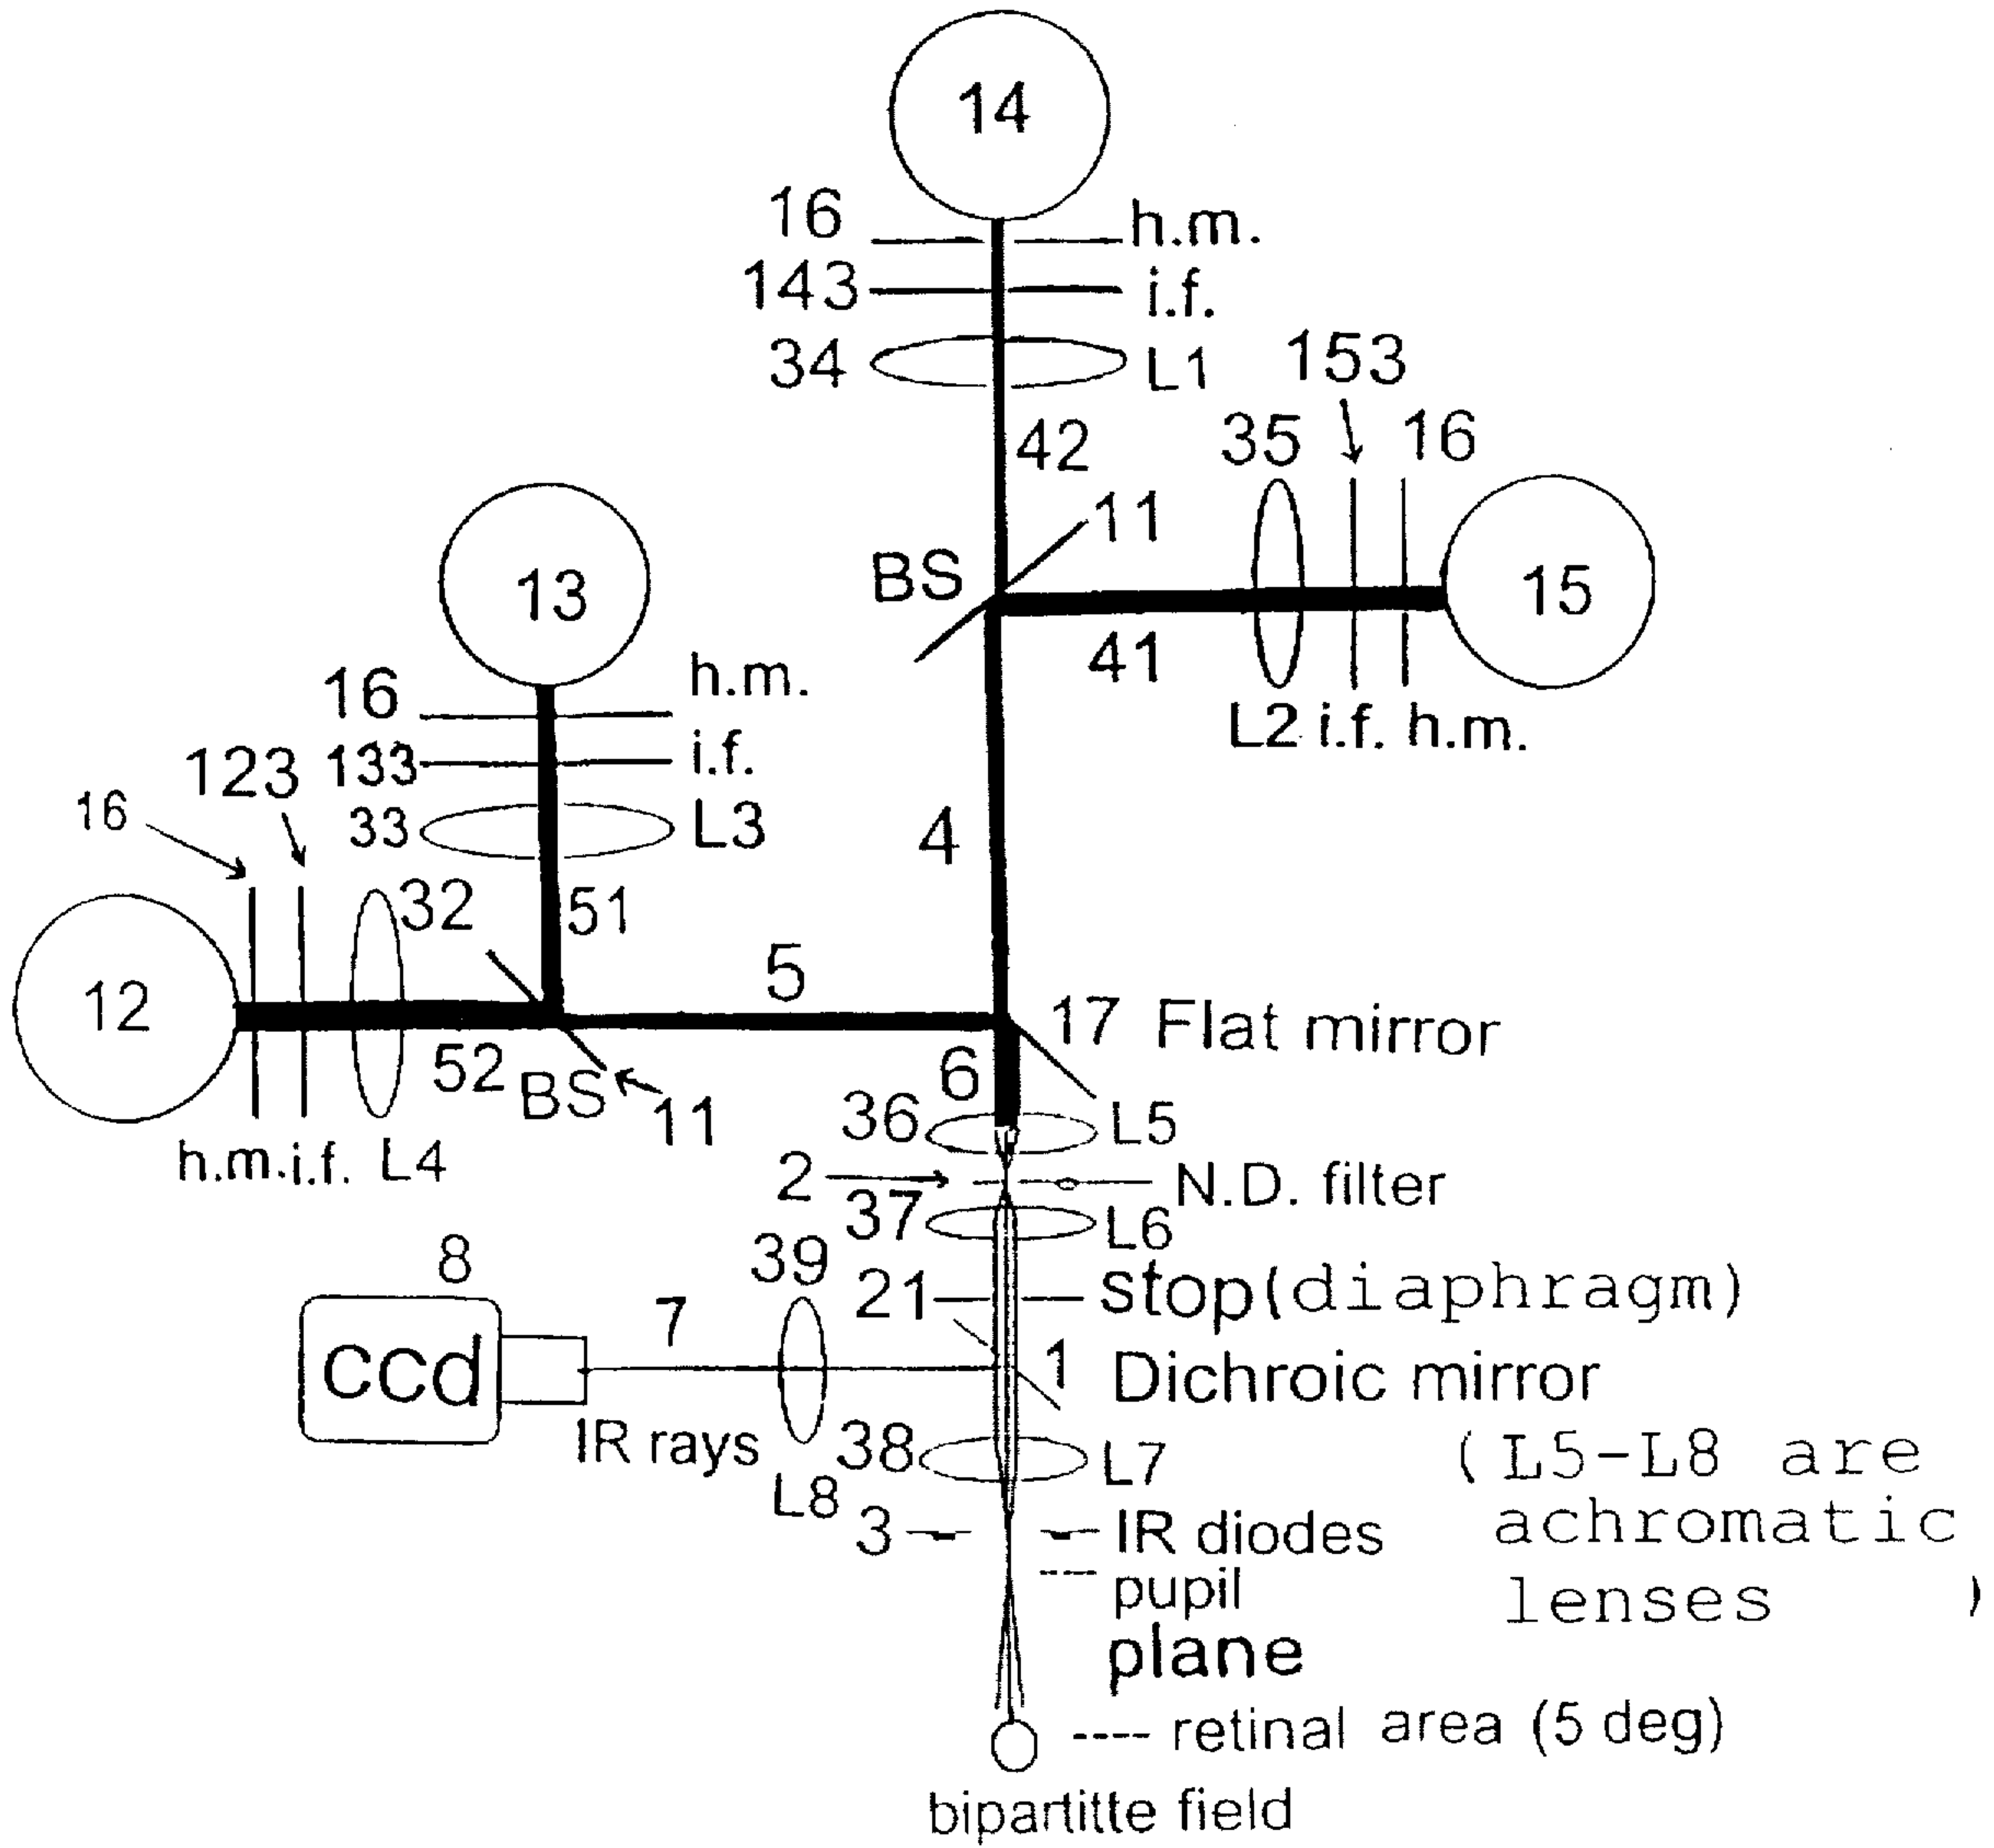 14
16 h.m.
143 i.f.
34 L1
153
35 16
42
11
BS
13 15
41
16 h.m.
L2 i.f. h.m.
123 133 i.f.
16 33 L3
4
32 51
5
12
17 Flat mirror
52 6
BS 11
36 L5
h.m. i.f. L4
2 N.D. filter
37 L6
8 39
21 stop(diaphragm)
7
ccd 1 Dichroic mirror
IR rays 38 L7 (L5-L8 are
L8
3 IR diodes achromatic
pupil lenses )
plane
retinal area (5 deg)
bipartitte field